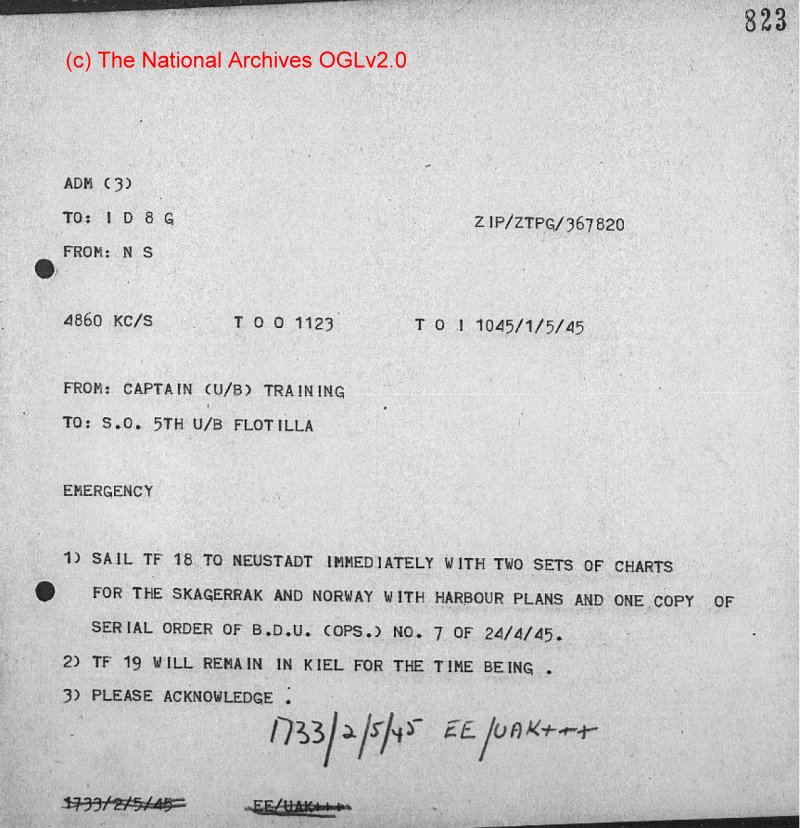 823
(c) The National Archives OGLv2.0
ADM (3)
TO: I D 8 G ZIP/ZTPG/367820
FROM: N S
4860 KC/S T O O 1123 T O I 1045/1/5/45
FROM: CAPTAIN (U/B) TRAINING
TO: S.O. 5TH U/B FLOTILLA
EMERGENCY
1) SAIL TF 18 TO NEUSTADT IMMEDIATELY WITH TWO SETS OF CHARTS
FOR THE SKAGERRAK AND NORWAY WITH HARBOUR PLANS AND ONE COPY OF
SERIAL ORDER OF B.D.U. (OPS.) NO. 7 OF 24/4/45.
2) TF 19 WILL REMAIN IN KIEL FOR THE TIME BEING .
3) PLEASE ACKNOWLEDGE .
1733/2/5/45 EE/UAK+++
1733/2/5/45 EE/UAK+++